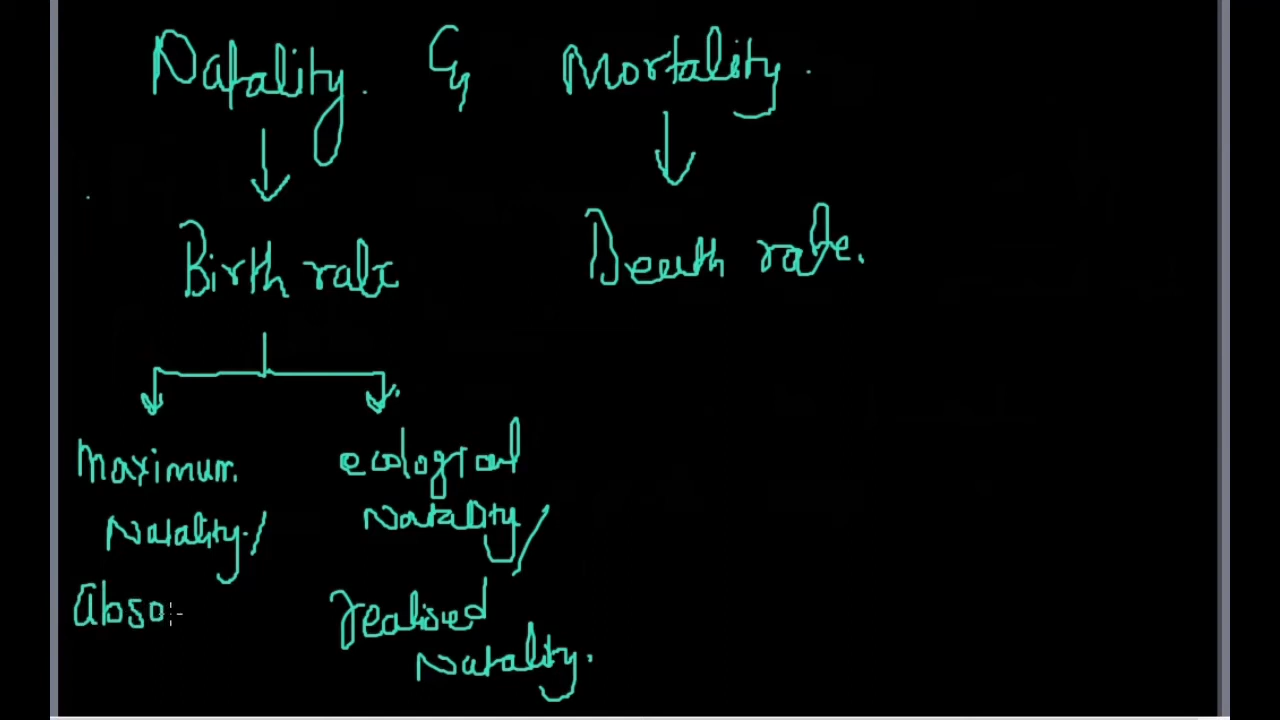 Natality. & Mortality.
Birth rate Death rate.
Maximum ecological
Natality./ Natality/
Abso realised
Natality.